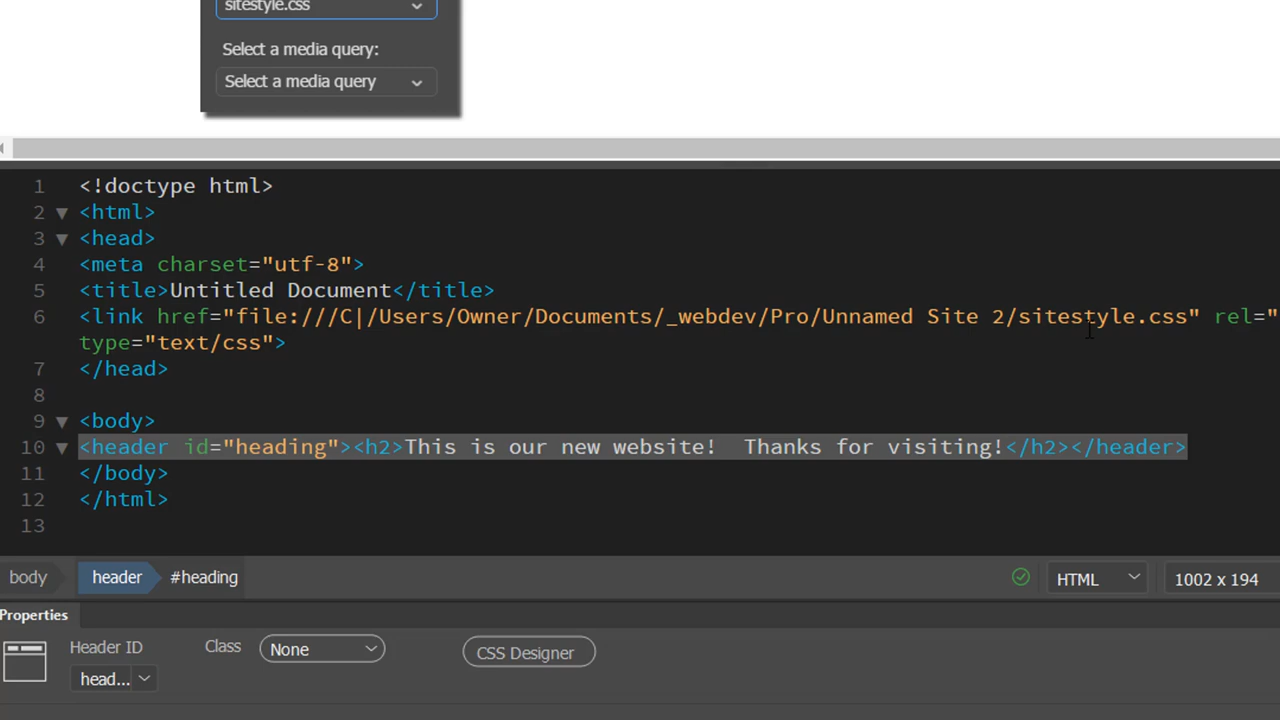 sitestyle.css
Select a media query:
Select a media query
1 <!doctype html>
2 <html>
3 <head>
4 <meta charset="utf-8">
5 <title>Untitled Document</title>
6 <link href="file:///C|/Users/Owner/Documents/_webdev/Pro/Unnamed Site 2/sitestyle.css" rel="
type="text/css">
7 </head>
8
9 <body>
10 <header id="heading"><h2>This is our new website!  Thanks for visiting!</h2></header>
11 </body>
12 </html>
13
body header #heading HTML 1002 x 194
Properties
Header ID Class None CSS Designer
head...